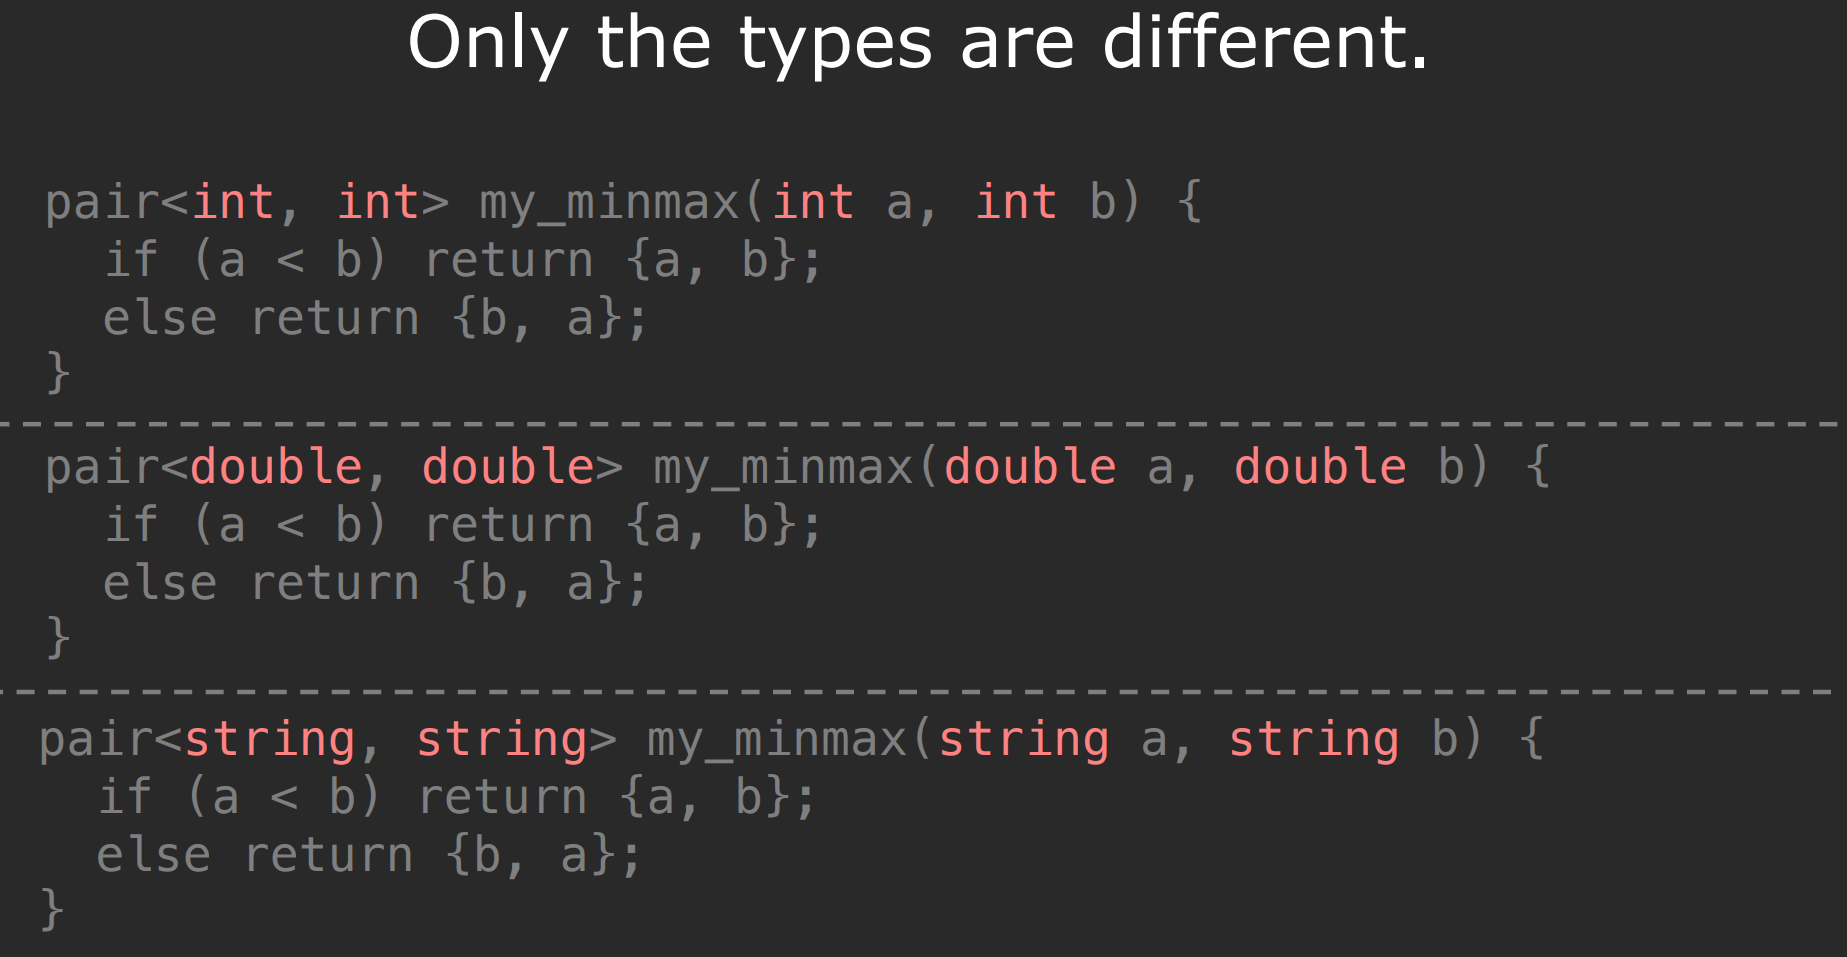 Only the types are different.
pair<int, int> my_minmax(int a, int b) {
  if (a < b) return {a, b};
  else return {b, a};
}
pair<double, double> my_minmax(double a, double b) {
  if (a < b) return {a, b};
  else return {b, a};
}
pair<string, string> my_minmax(string a, string b) {
  if (a < b) return {a, b};
  else return {b, a};
}